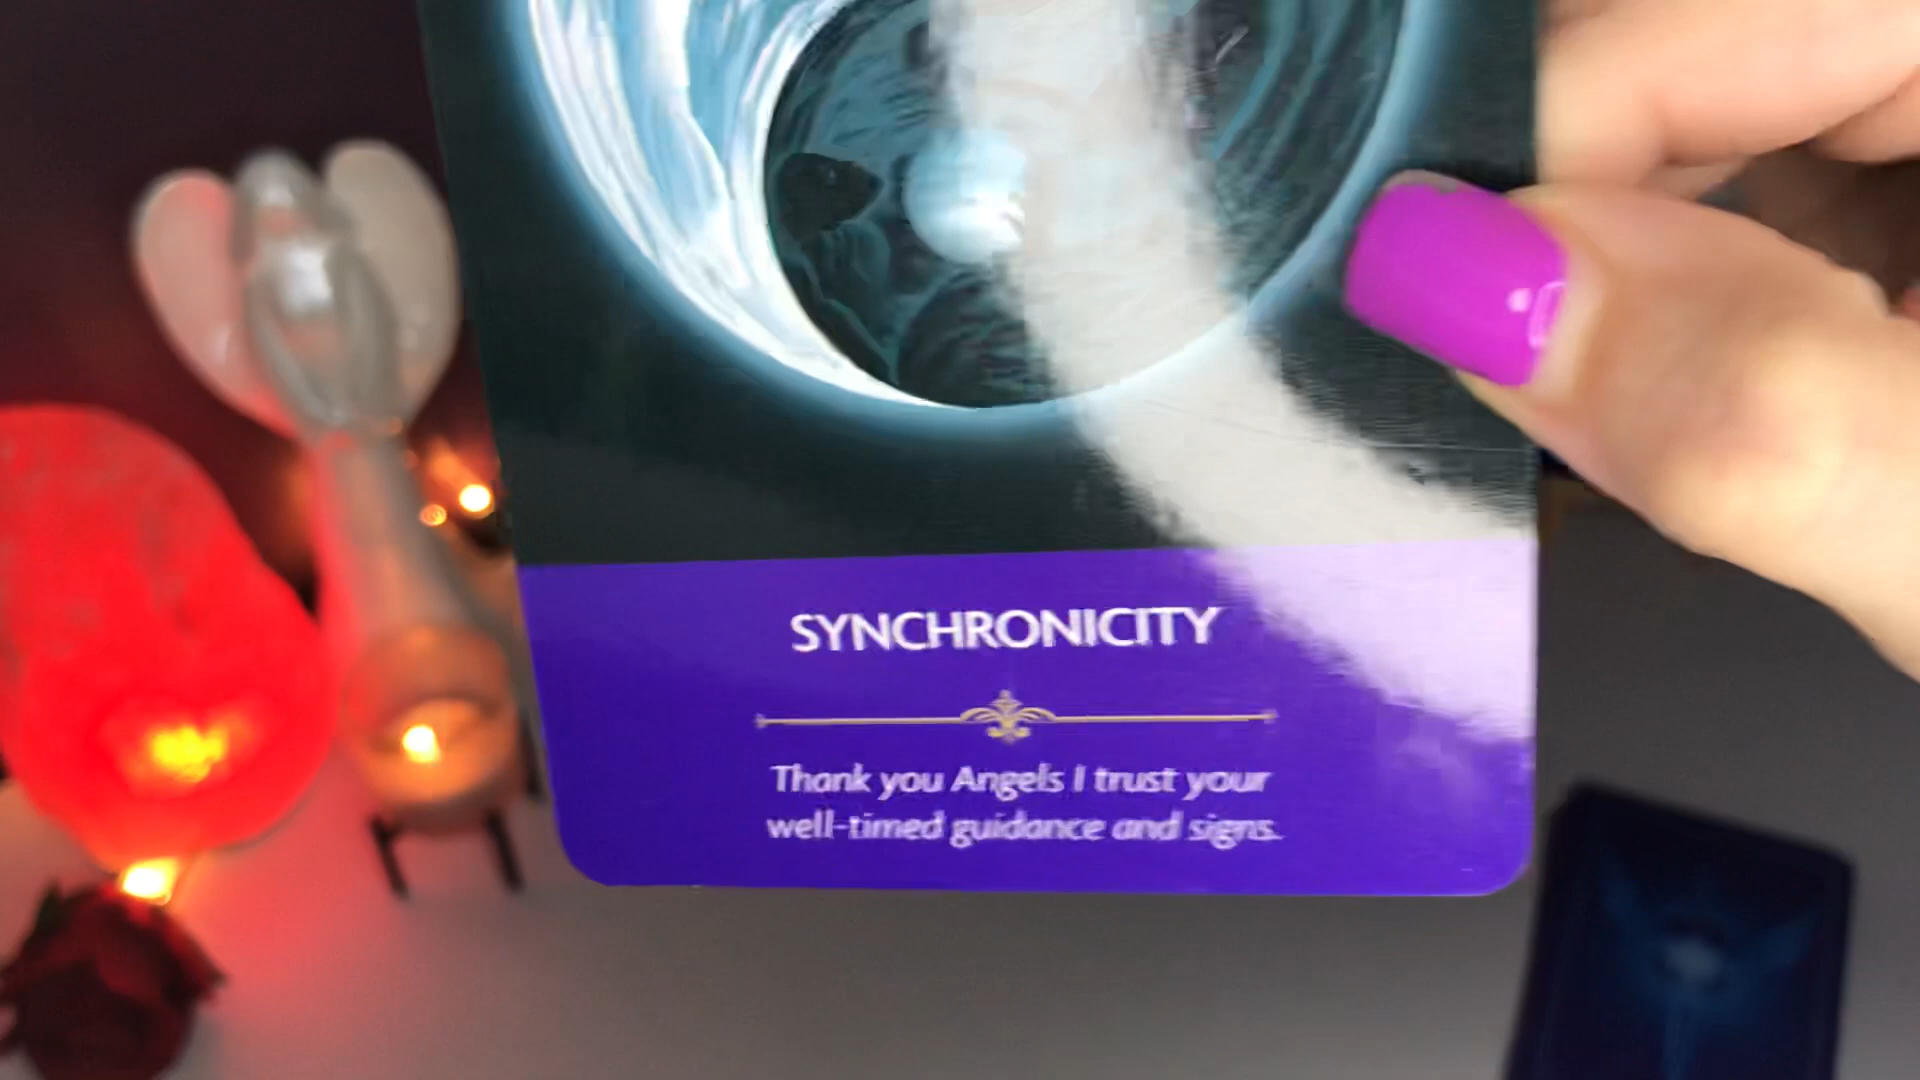 SYNCHRONICITY
Thank you Angels I trust your
well-timed guidance and signs.